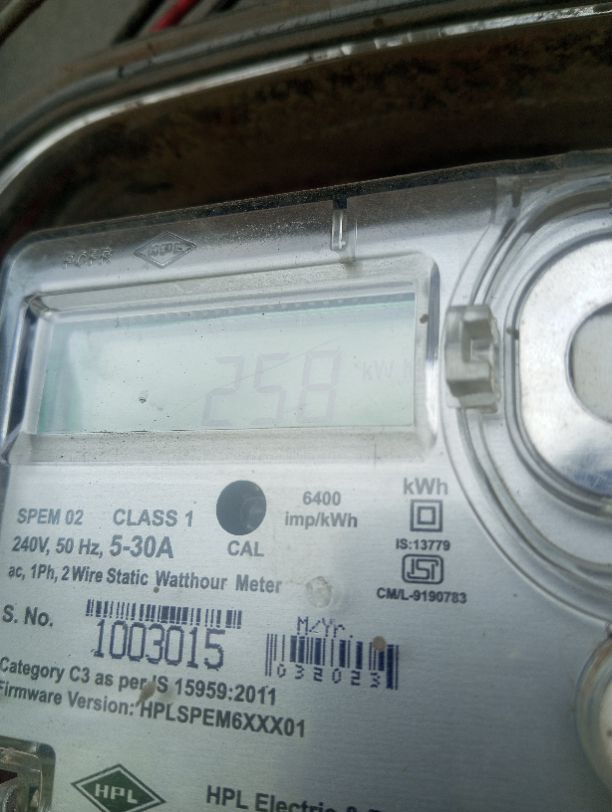 PCFR
258 kWh
SPEM 02 CLASS 1
6400
imp/kWh
kWh
240V, 50 Hz, 5-30A
CAL
IS:13779
ac, 1Ph, 2 Wire Static Watthour Meter
ISI
CM/L-9190783
S. No.
1003015
M/Yr.
032023
Category C3 as per IS 15959:2011
Firmware Version: HPLSPEM6XXX01
HPL
HPL Electric &